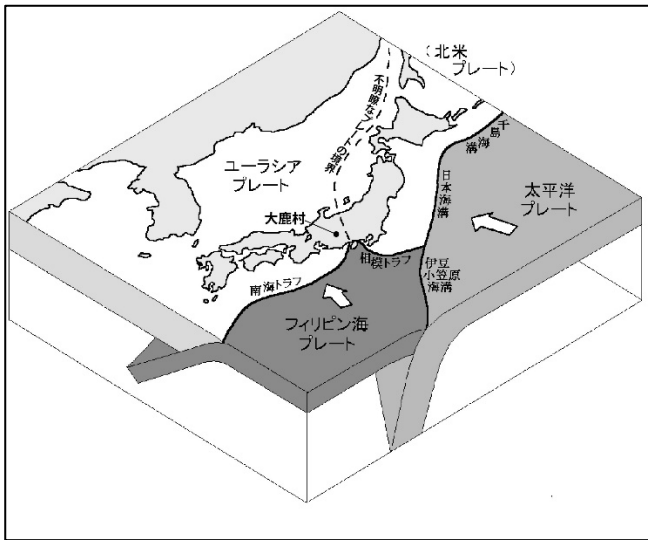 (北米
プレート)
不明瞭なプレートの境界
千島海溝
ユーラシア
プレート
日本海溝
太平洋
プレート
大鹿村
相模トラフ
伊豆
小笠原
海溝
南海トラフ
フィリピン海
プレート